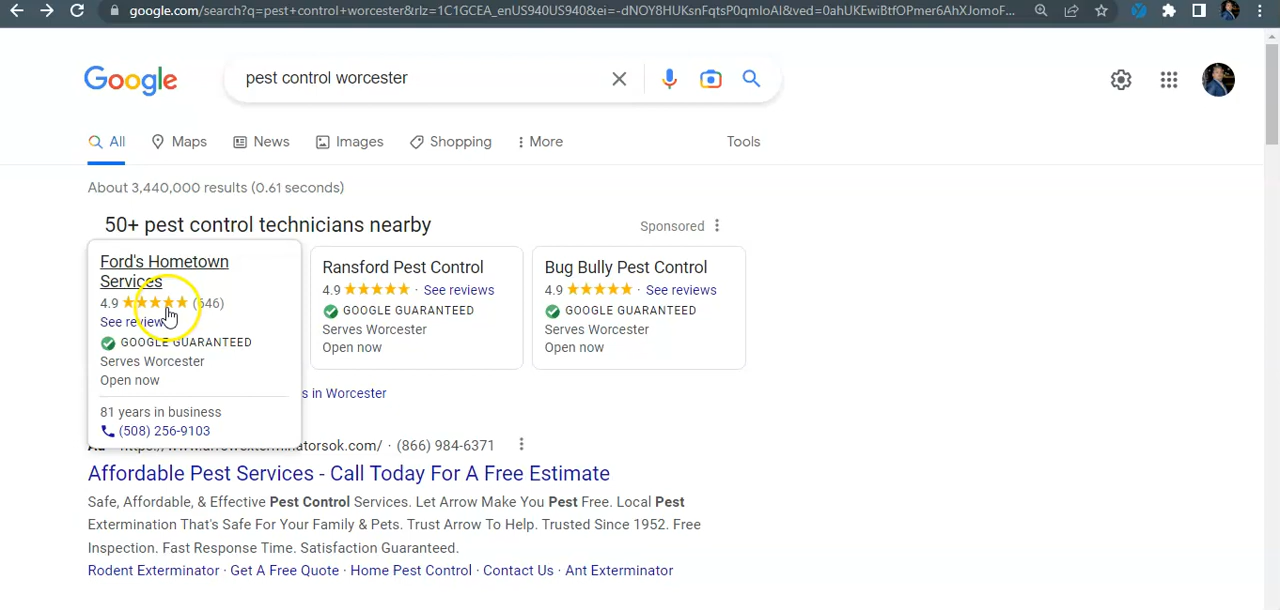 google.com/search?q=pest+control+worcester&rlz=1C1GCEA_enUS940US940&ei=-dNOY8HUKsnFqtsP0qmIoAI&ved=0ahUKEwiBtfOPmer6AhXJomoF...
Google
pest control worcester
All
Maps
News
Images
Shopping
More
Tools
About 3,440,000 results (0.61 seconds)
50+ pest control technicians nearby
Sponsored
Ford's Hometown
Services
4.9 (646)
See review
GOOGLE GUARANTEED
Serves Worcester
Open now
81 years in business
(508) 256-9103
Ransford Pest Control
4.9 · See reviews
GOOGLE GUARANTEED
Serves Worcester
Open now
Bug Bully Pest Control
4.9 · See reviews
GOOGLE GUARANTEED
Serves Worcester
Open now
s in Worcester
(866) 984-6371
Affordable Pest Services - Call Today For A Free Estimate
Safe, Affordable, & Effective Pest Control Services. Let Arrow Make You Pest Free. Local Pest
Extermination That's Safe For Your Family & Pets. Trust Arrow To Help. Trusted Since 1952. Free
Inspection. Fast Response Time. Satisfaction Guaranteed.
Rodent Exterminator · Get A Free Quote · Home Pest Control · Contact Us · Ant Exterminator